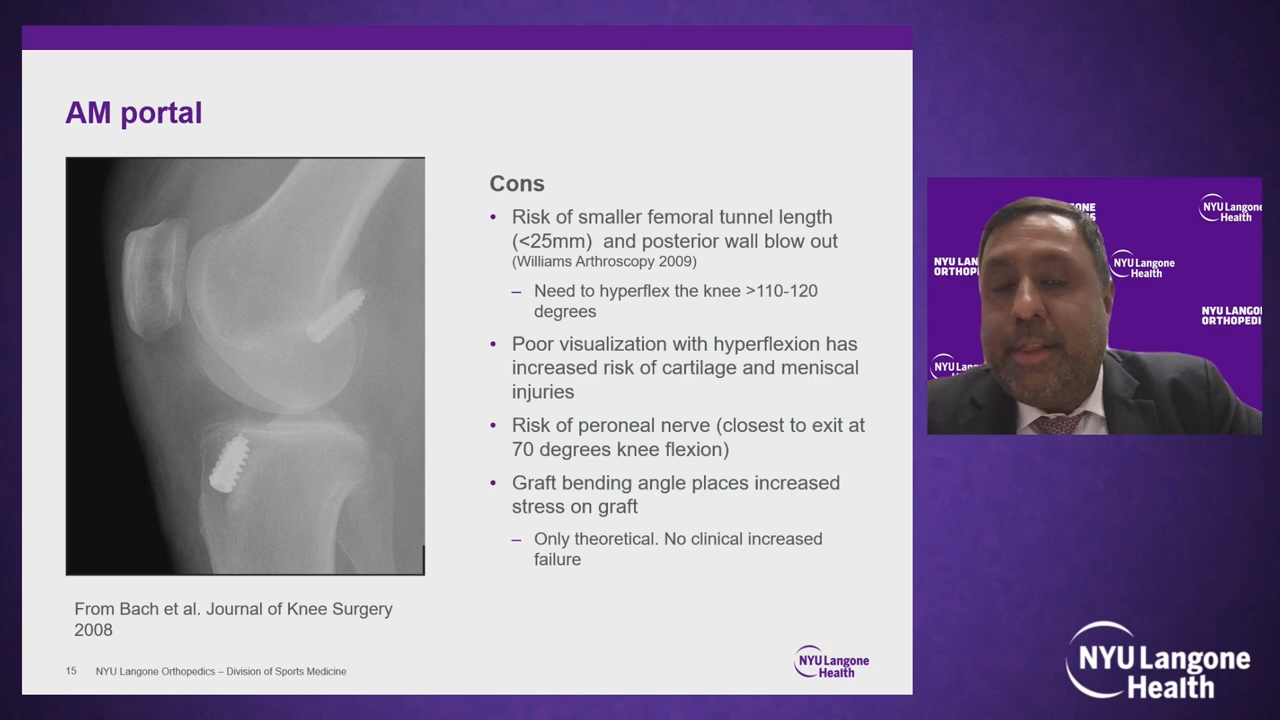 AM portal
Cons
• Risk of smaller femoral tunnel length
(<25mm) and posterior wall blow out
(Williams Arthroscopy 2009)
– Need to hyperflex the knee >110-120
degrees
• Poor visualization with hyperflexion has
increased risk of cartilage and meniscal
injuries
• Risk of peroneal nerve (closest to exit at
70 degrees knee flexion)
• Graft bending angle places increased
stress on graft
– Only theoretical. No clinical increased
failure
From Bach et al. Journal of Knee Surgery
2008
15 NYU Langone Orthopedics – Division of Sports Medicine
NYU Langone
Health
NYU Langone
Health
NYU Langone
Health
NYU Lan
ORTHOP
NYU LANGO
ORTHOPEDI
NYU Langone
Health